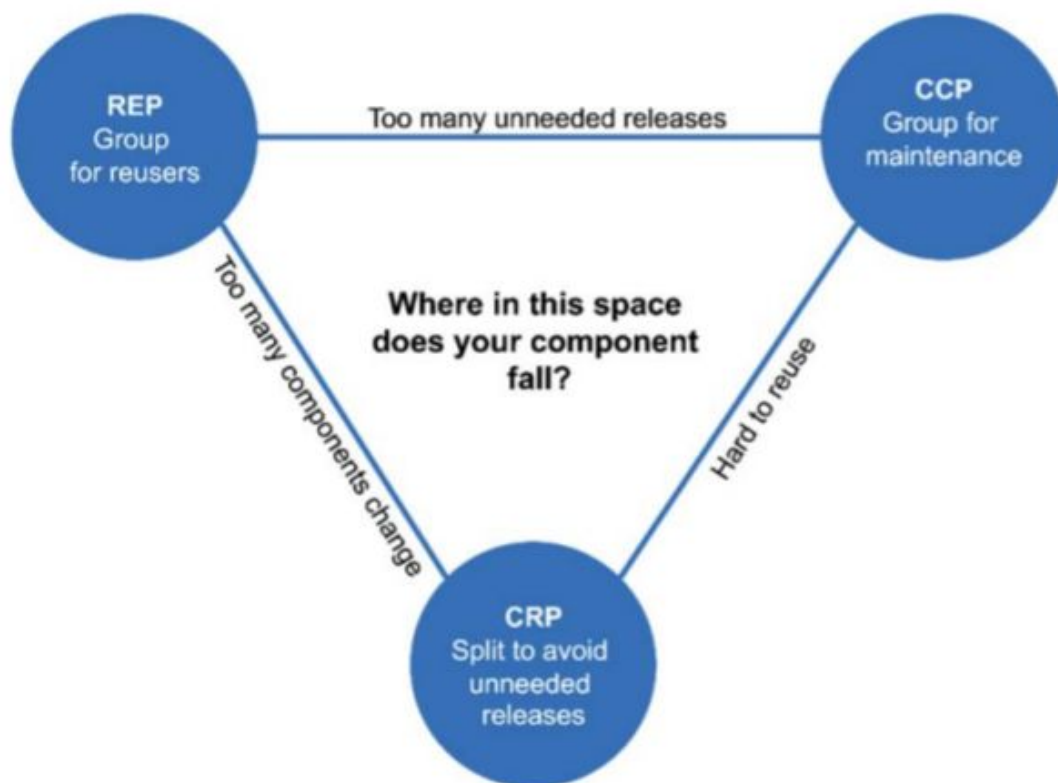 REP
Group
for reusers
Too many unneeded releases
CCP
Group for
maintenance
Too many components change
Where in this space
does your component
fall?
Hard to reuse
CRP
Split to avoid
unneeded
releases